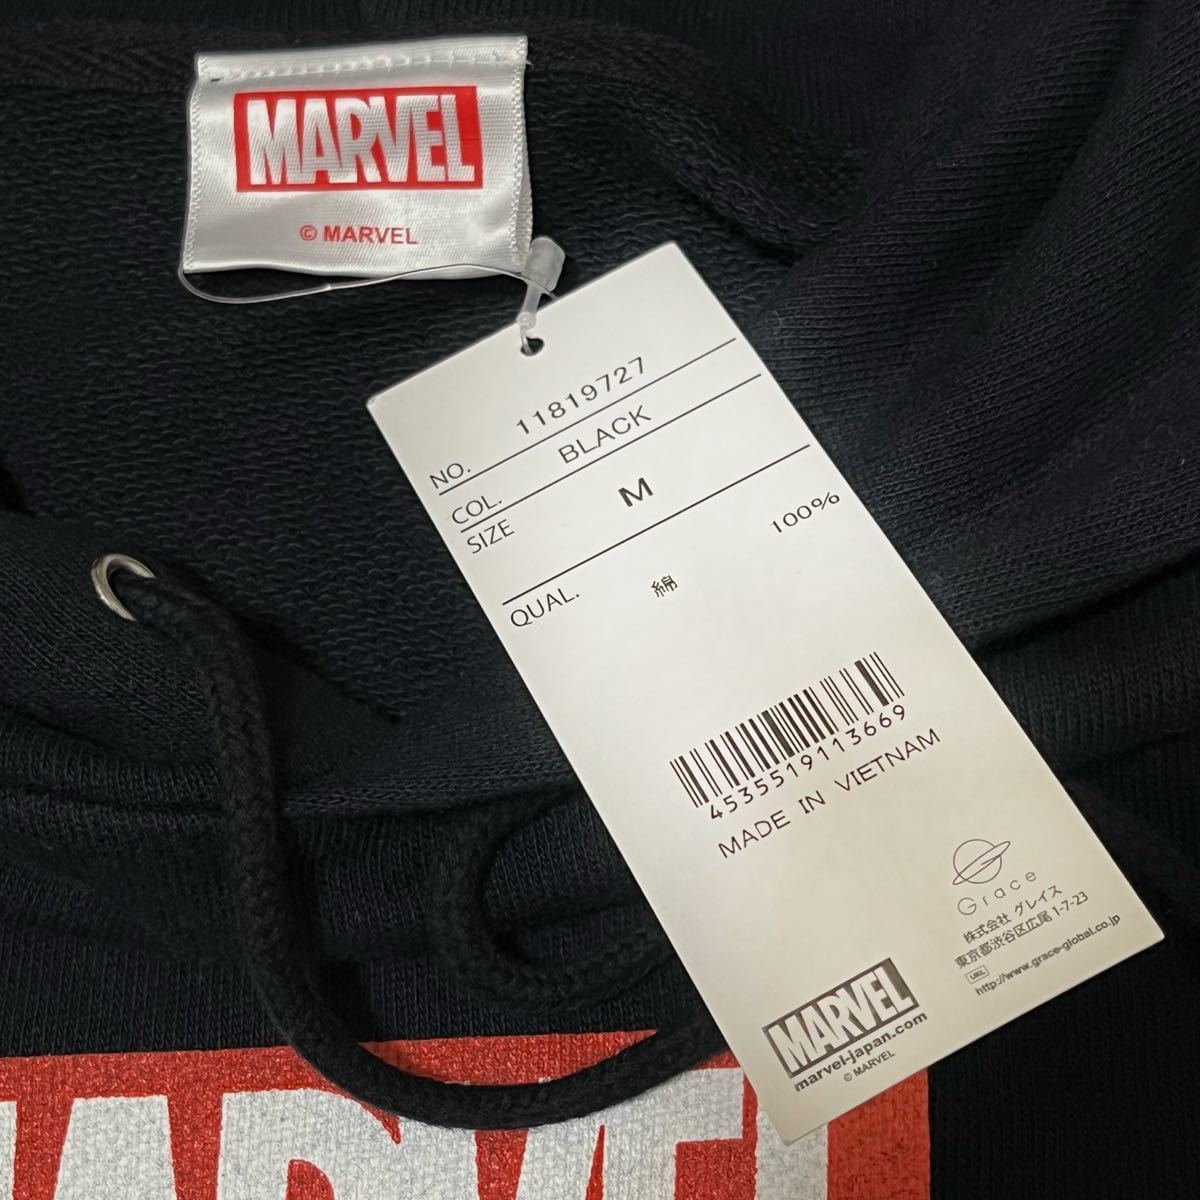 MARVEL
© MARVEL
NO. 11819727
COL. BLACK
SIZE M
QUAL. 綿 100%
4535519113669
MADE IN VIETNAM
Grace
株式会社 グレイス
東京都渋谷区広尾 1-7-23
URL http://www.grace-global.co.jp
MARVEL
marvel-japan.com
© MARVEL
MARVEL